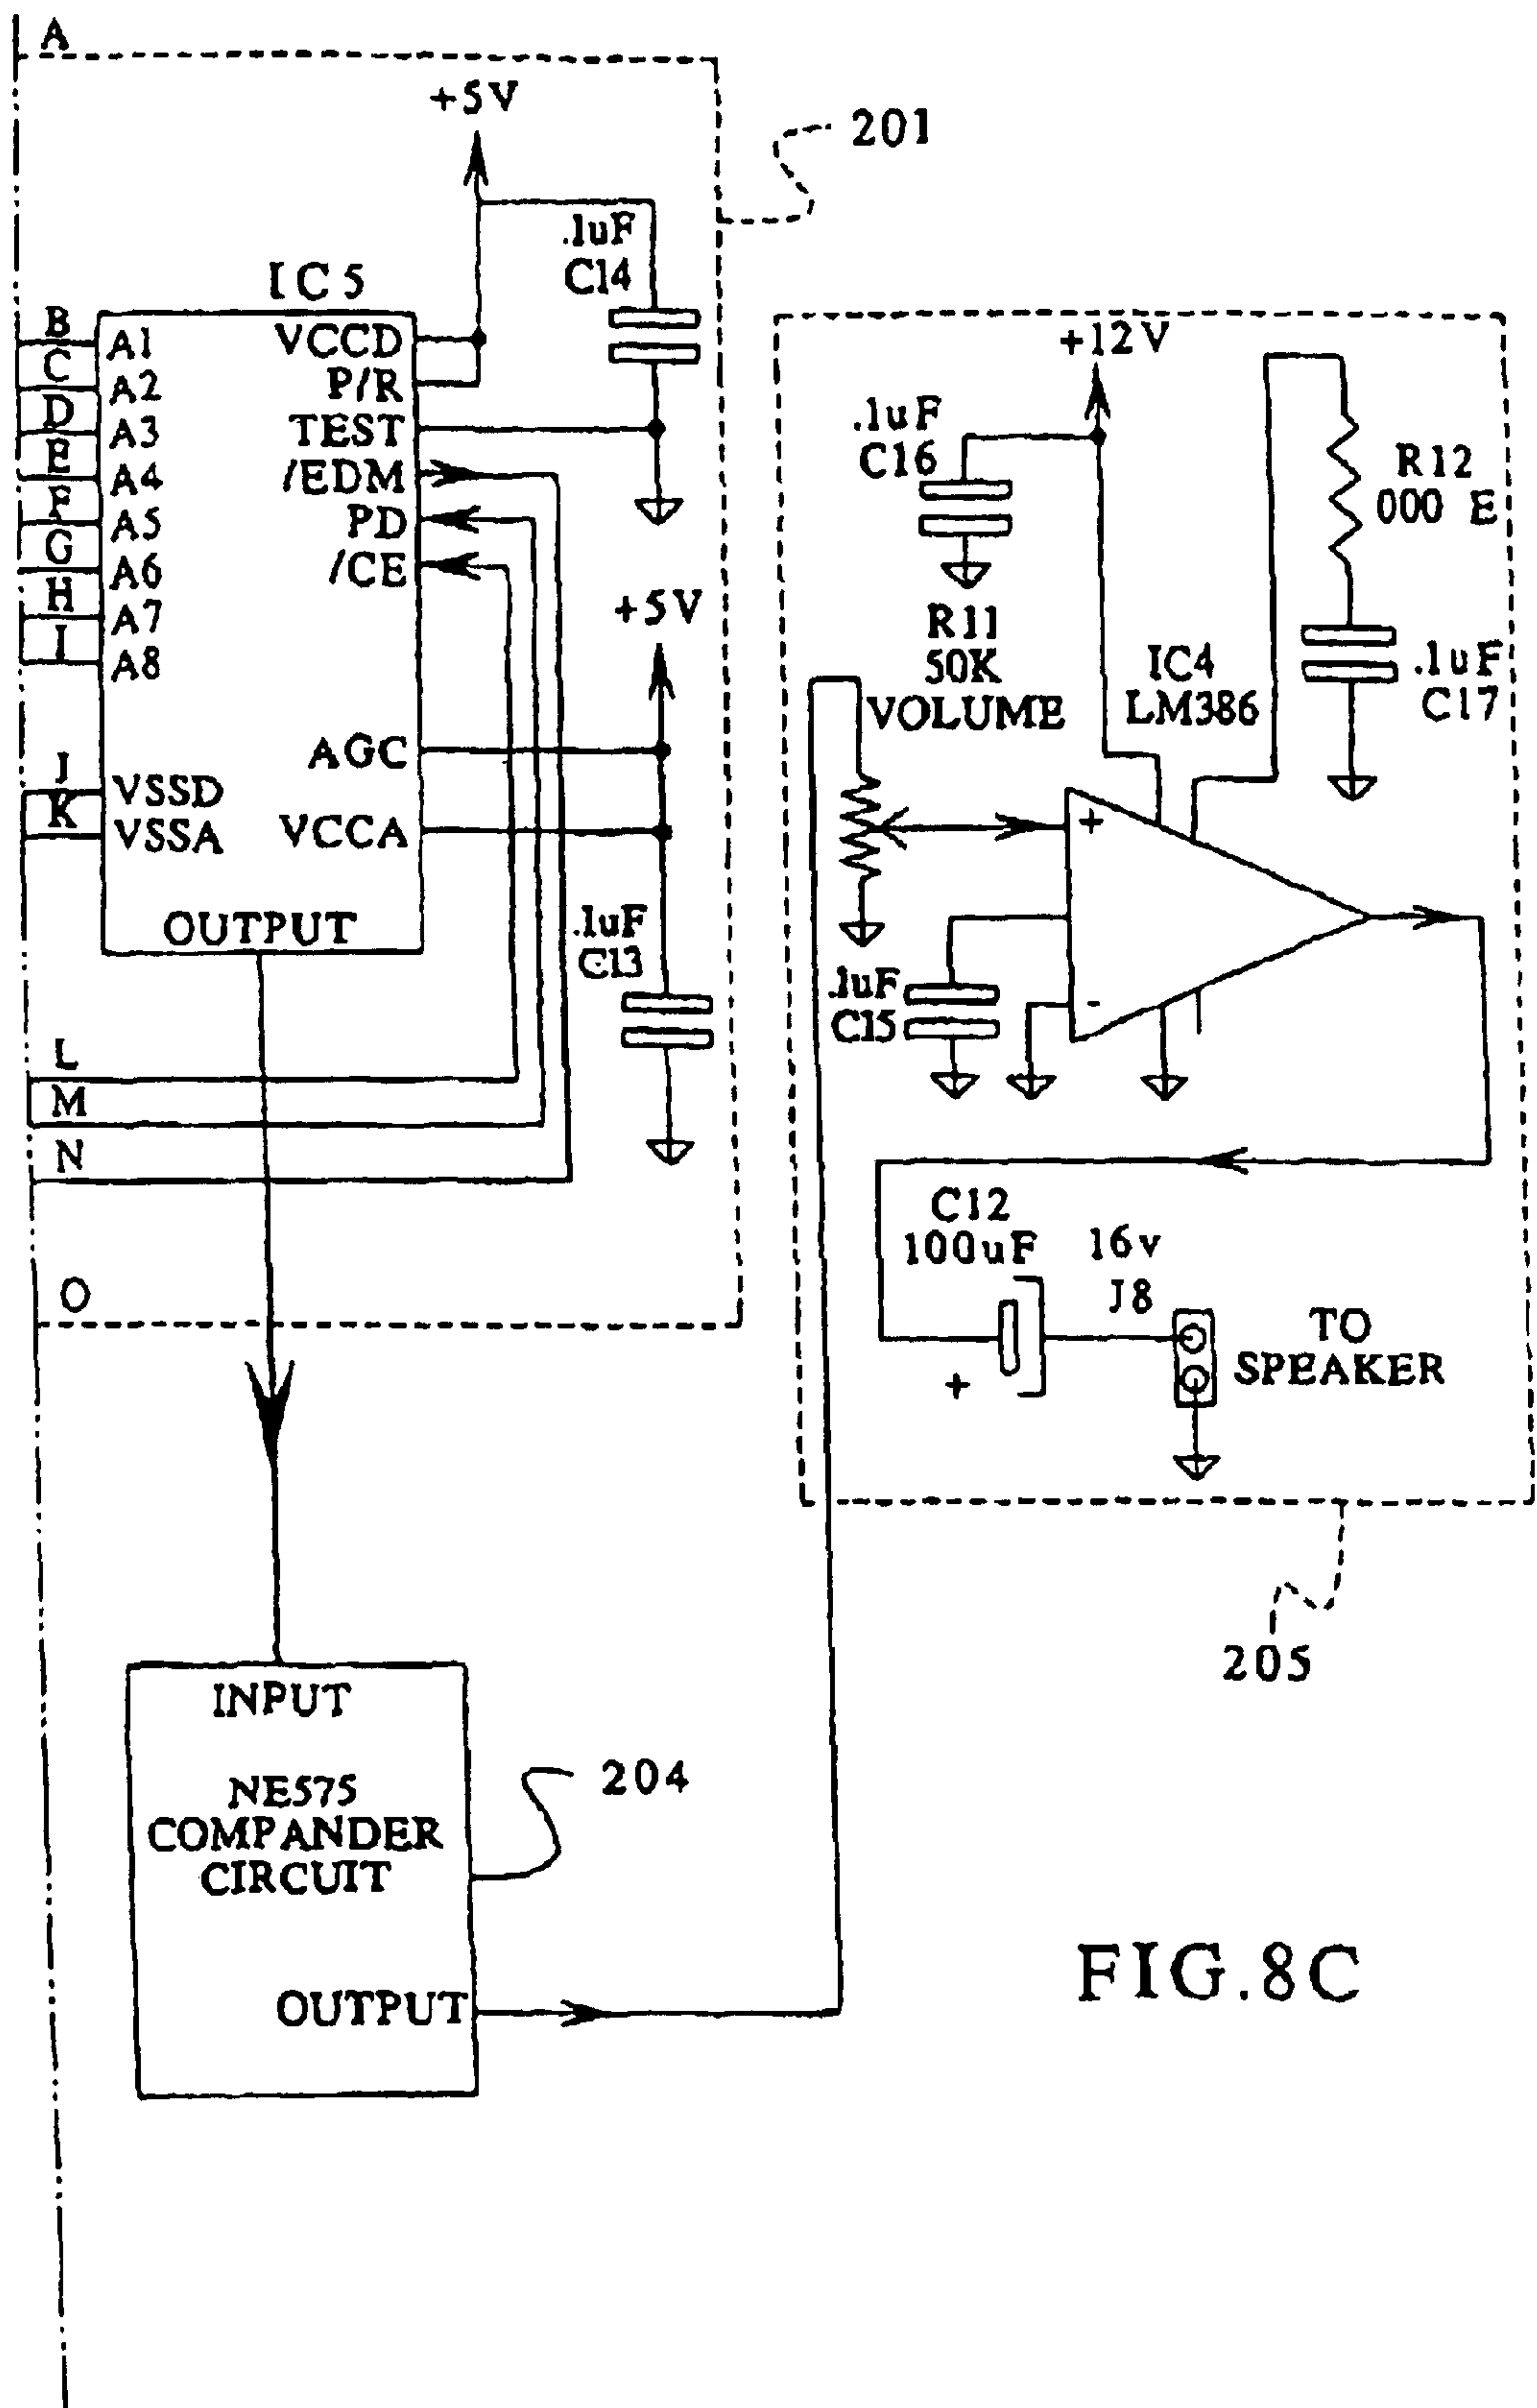 A
+5V
201
.1uF
C14
IC5
B
C
D
E
F
G
H
I
A1
A2
A3
A4
A5
A6
A7
A8
VCCD
P/R
TEST
/EDM
PD
/CE
+5V
AGC
J
K
VSSD
VSSA
VCCA
OUTPUT
.1uF
C13
L
M
N
O
+12V
.1uF
C16
R12
000 E
R11
50K
VOLUME
IC4
LM386
.1uF
C17
+
-
.1uF
C15
C12
100uF
16v
J8
+
TO
SPEAKER
205
INPUT
NE575
COMPANDER
CIRCUIT
204
OUTPUT
FIG.8C